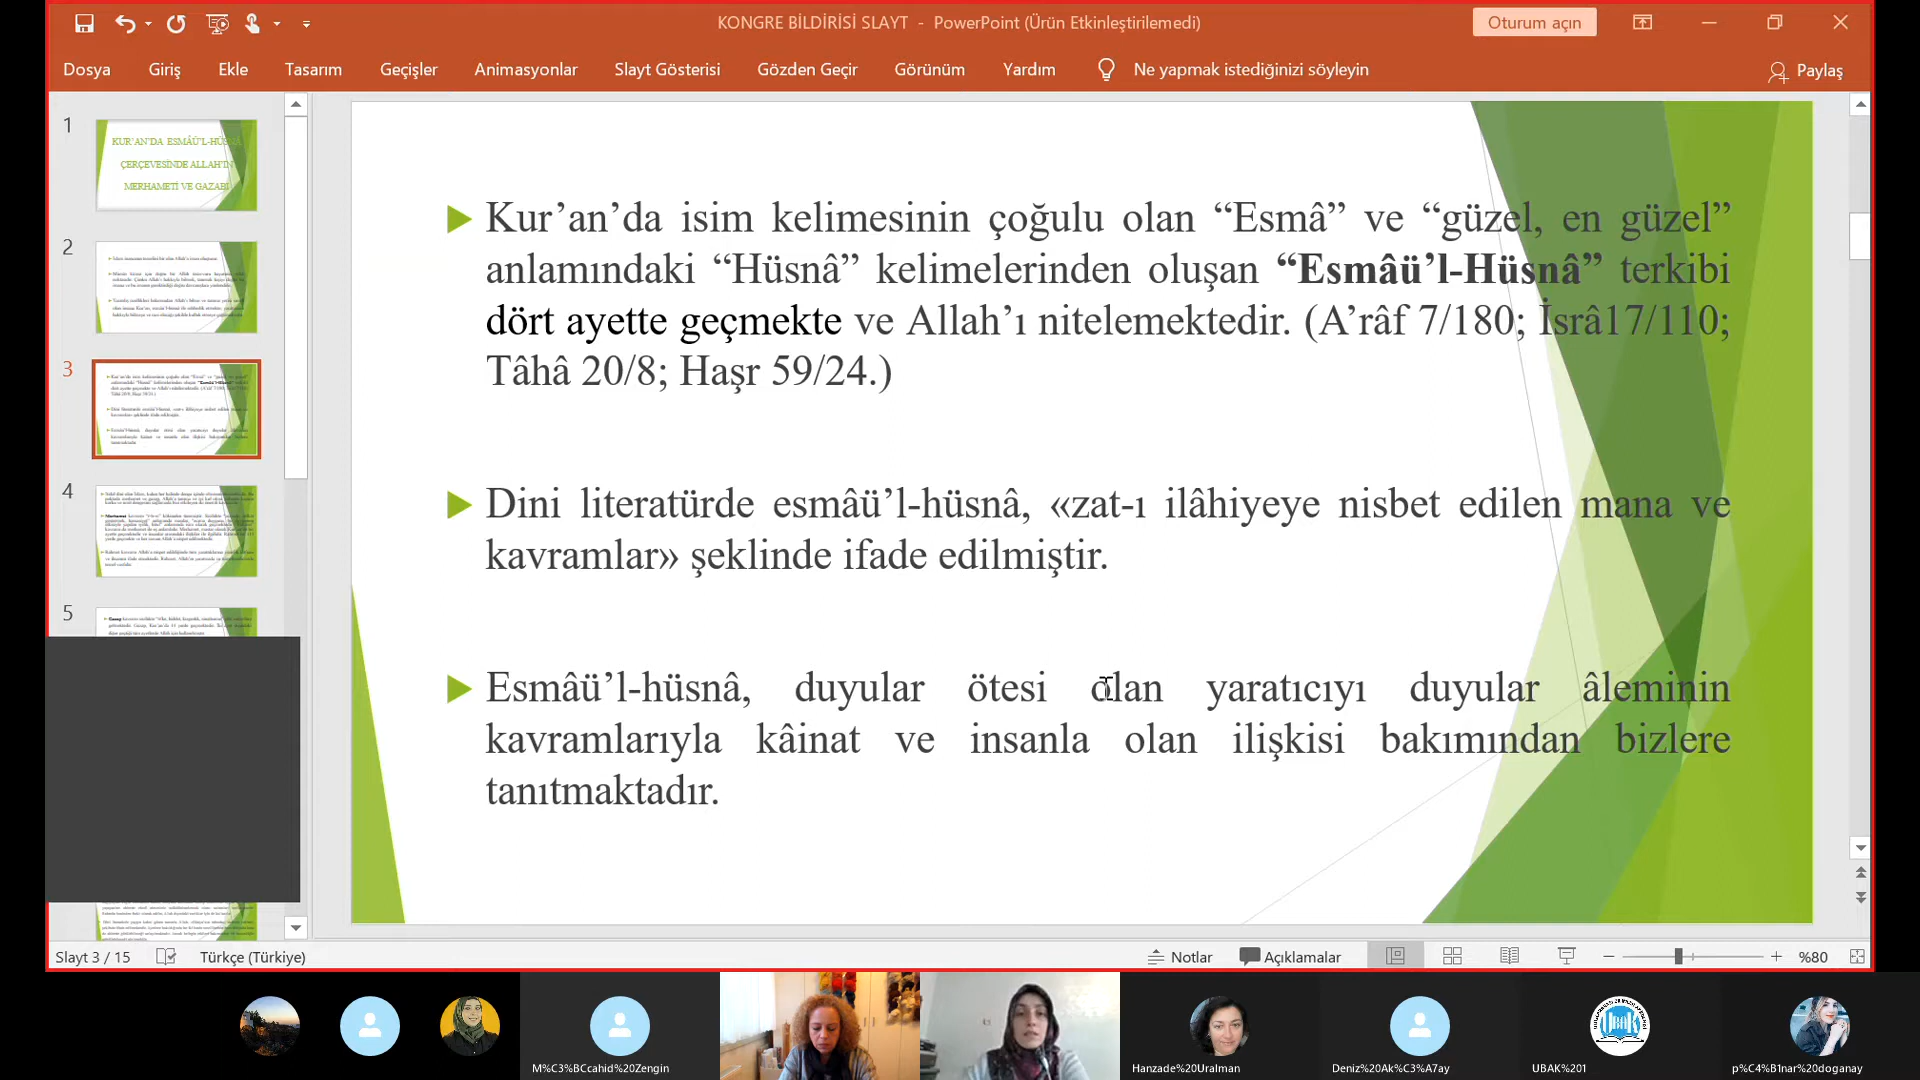 KONGRE BİLDİRİSİ SLAYT - PowerPoint (Ürün Etkinleştirilemedi)
Oturum açın
Dosya Giriş Ekle Tasarım Geçişler Animasyonlar Slayt Gösterisi Gözden Geçir Görünüm Yardım Ne yapmak istediğinizi söyleyin Paylaş
1
KUR'AN'DA ESMÂÜ'L-HÜSNÂ
ÇERÇEVESİNDE ALLAH'IN
MERHAMETİ VE GAZABI
2
3
4
5
Kur’an’da isim kelimesinin çoğulu olan “Esmâ” ve “güzel, en güzel”
anlamındaki “Hüsnâ” kelimelerinden oluşan “Esmâü’l-Hüsnâ” terkibi
dört ayette geçmekte ve Allah’ı nitelemektedir. (A’râf 7/180; İsrâ17/110;
Tâhâ 20/8; Haşr 59/24.)
Dini literatürde esmâü’l-hüsnâ, «zat-ı ilâhiyeye nisbet edilen mana ve
kavramlar» şeklinde ifade edilmiştir.
Esmâü’l-hüsnâ, duyular ötesi olan yaratıcıyı duyular âleminin
kavramlarıyla kâinat ve insanla olan ilişkisi bakımından bizlere
tanıtmaktadır.
Slayt 3 / 15 Türkçe (Türkiye) Notlar Açıklamalar %80
UBAK
M%C3%BCcahid%20Zengin Hanzade%20Uralman Deniz%20Ak%C3%A7ay UBAK%201 p%C4%B1nar%20doganay